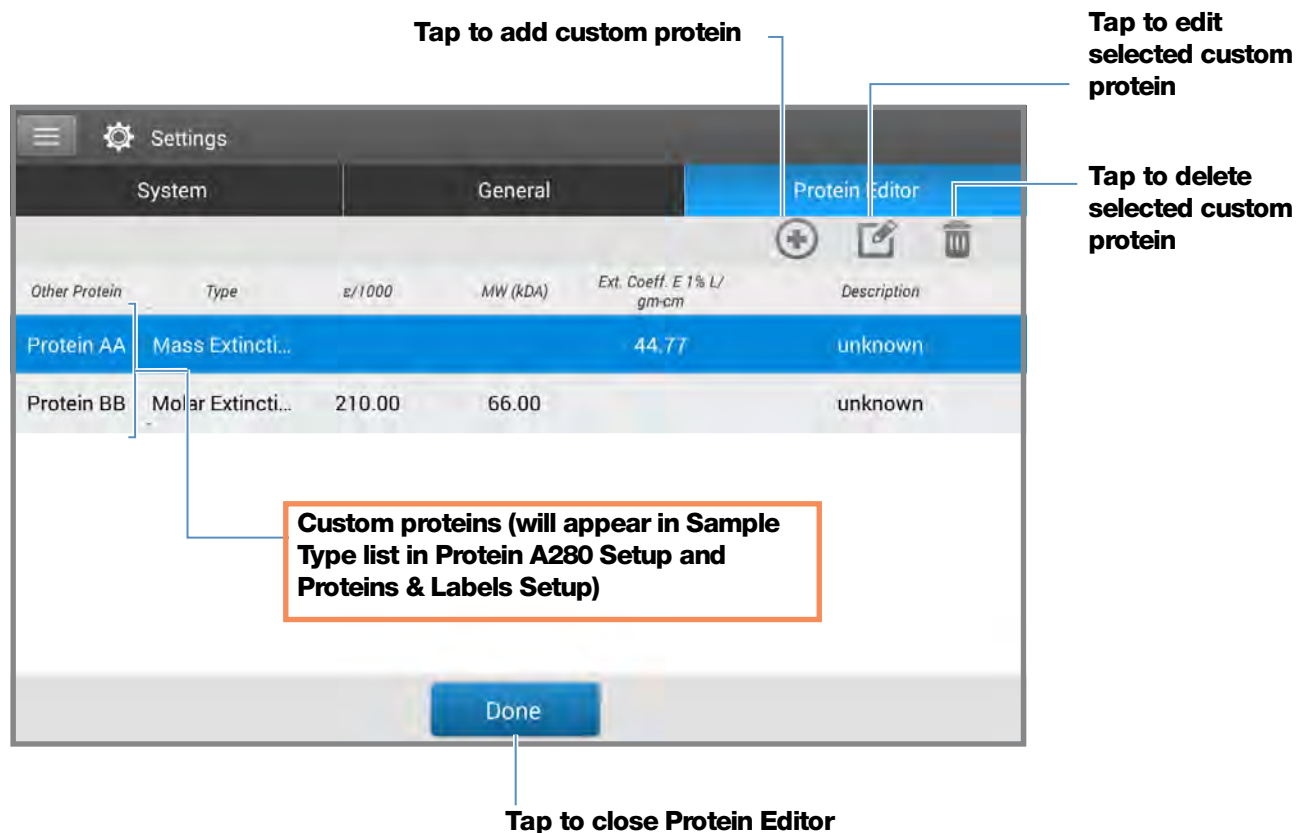 Tap to add custom protein
Tap to edit
selected custom
protein
Settings
System
General
Protein Editor
Tap to delete
selected custom
protein
Other Protein
Type
ε/1000
MW (kDA)
Ext. Coeff. E 1% L/
gm-cm
Description
Protein AA
Mass Extincti...
44.77
unknown
Protein BB
Molar Extincti...
210.00
66.00
unknown
Custom proteins (will appear in Sample
Type list in Protein A280 Setup and
Proteins & Labels Setup)
Done
Tap to close Protein Editor